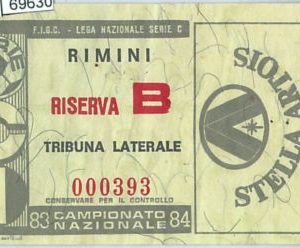 69630
F.I.G.C. - LEGA NAZIONALE SERIE C
RIMINI
RISERVA B
TRIBUNA LATERALE
000393
CONSERVARE PER IL CONTROLLO
83 CAMPIONATO NAZIONALE 84
STELLA ARTOIS